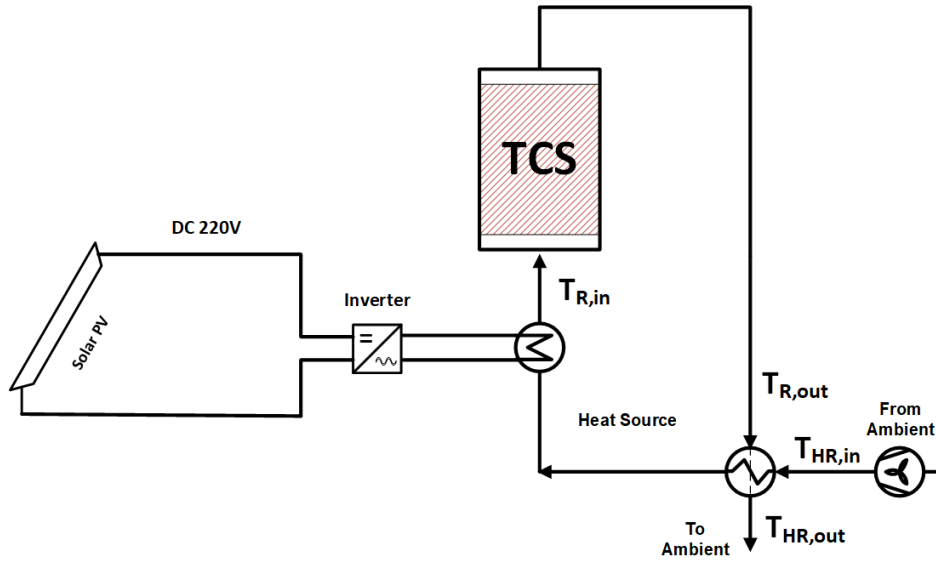 TCS
DC 220V
T_R,in
Inverter
Solar PV
T_R,out
From
Ambient
Heat Source
T_HR,in
To
Ambient
T_HR,out